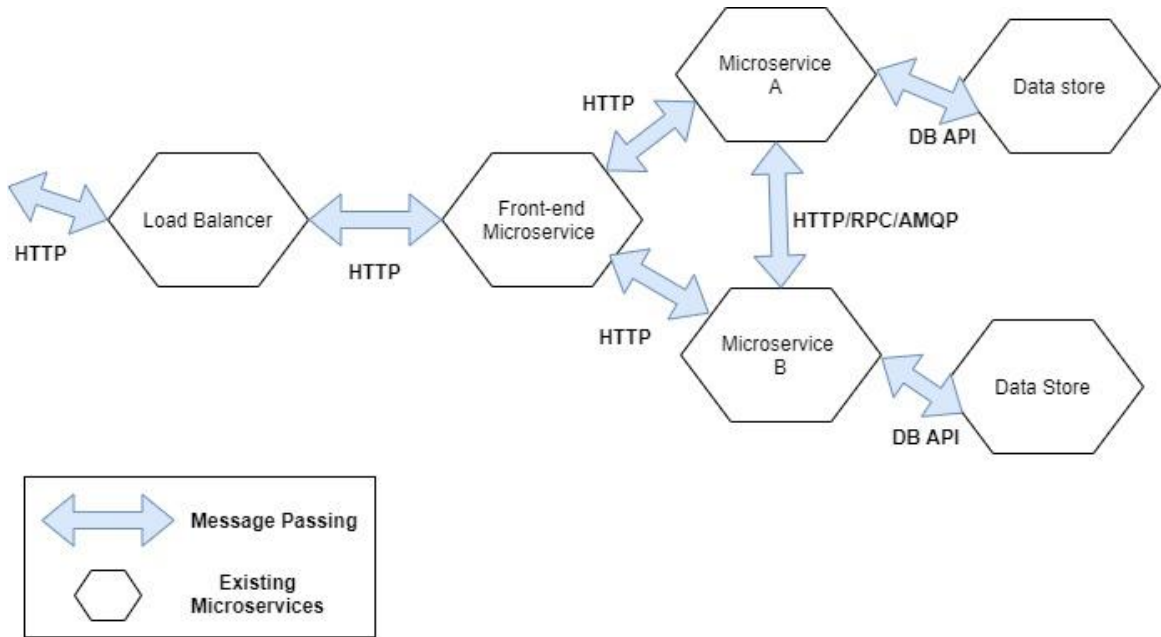 Microservice
A
Data store
HTTP
DB API
Load Balancer
Front-end
Microservice
HTTP
HTTP
HTTP/RPC/AMQP
HTTP
Microservice
B
Data Store
DB API
Message Passing
Existing
Microservices